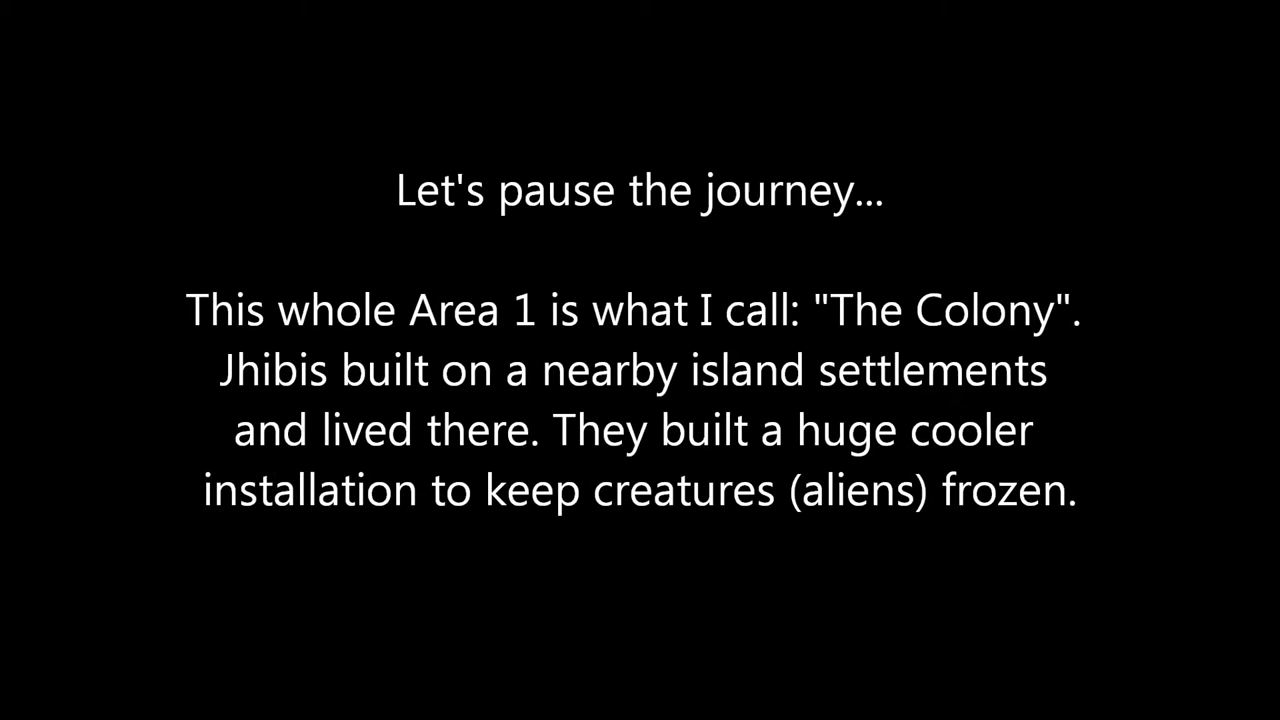 Let's pause the journey...
This whole Area 1 is what I call: "The Colony".
Jhibis built on a nearby island settlements
and lived there. They built a huge cooler
installation to keep creatures (aliens) frozen.